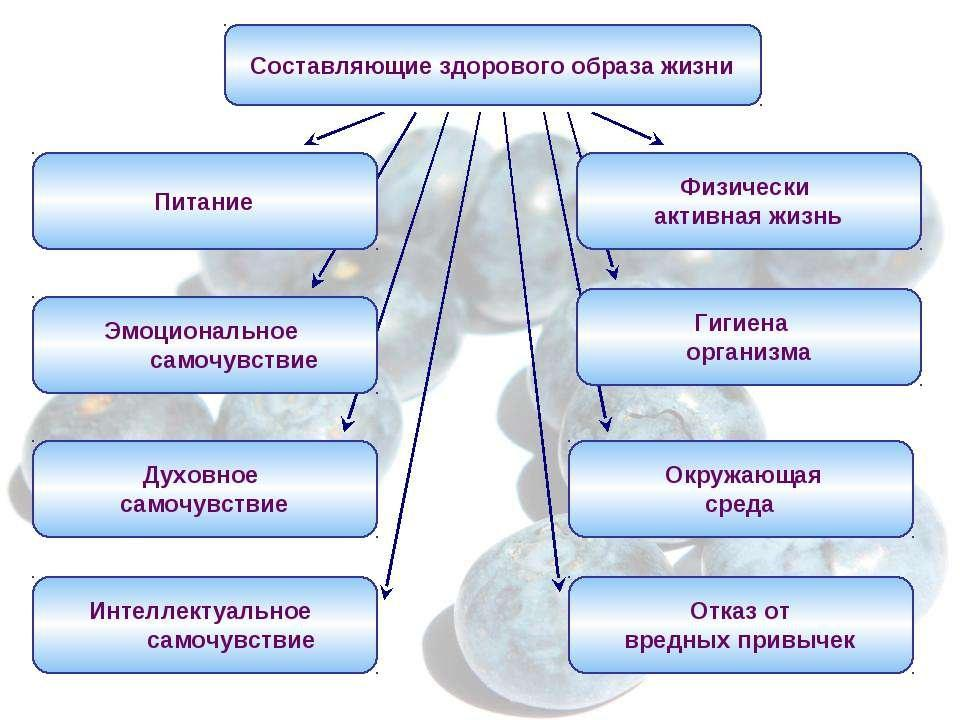 Составляющие здорового образа жизни
Питание
Эмоциональное
самочувствие
Духовное
самочувствие
Интеллектуальное
самочувствие
Физически
активная жизнь
Гигиена
организма
Окружающая
среда
Отказ от
вредных привычек